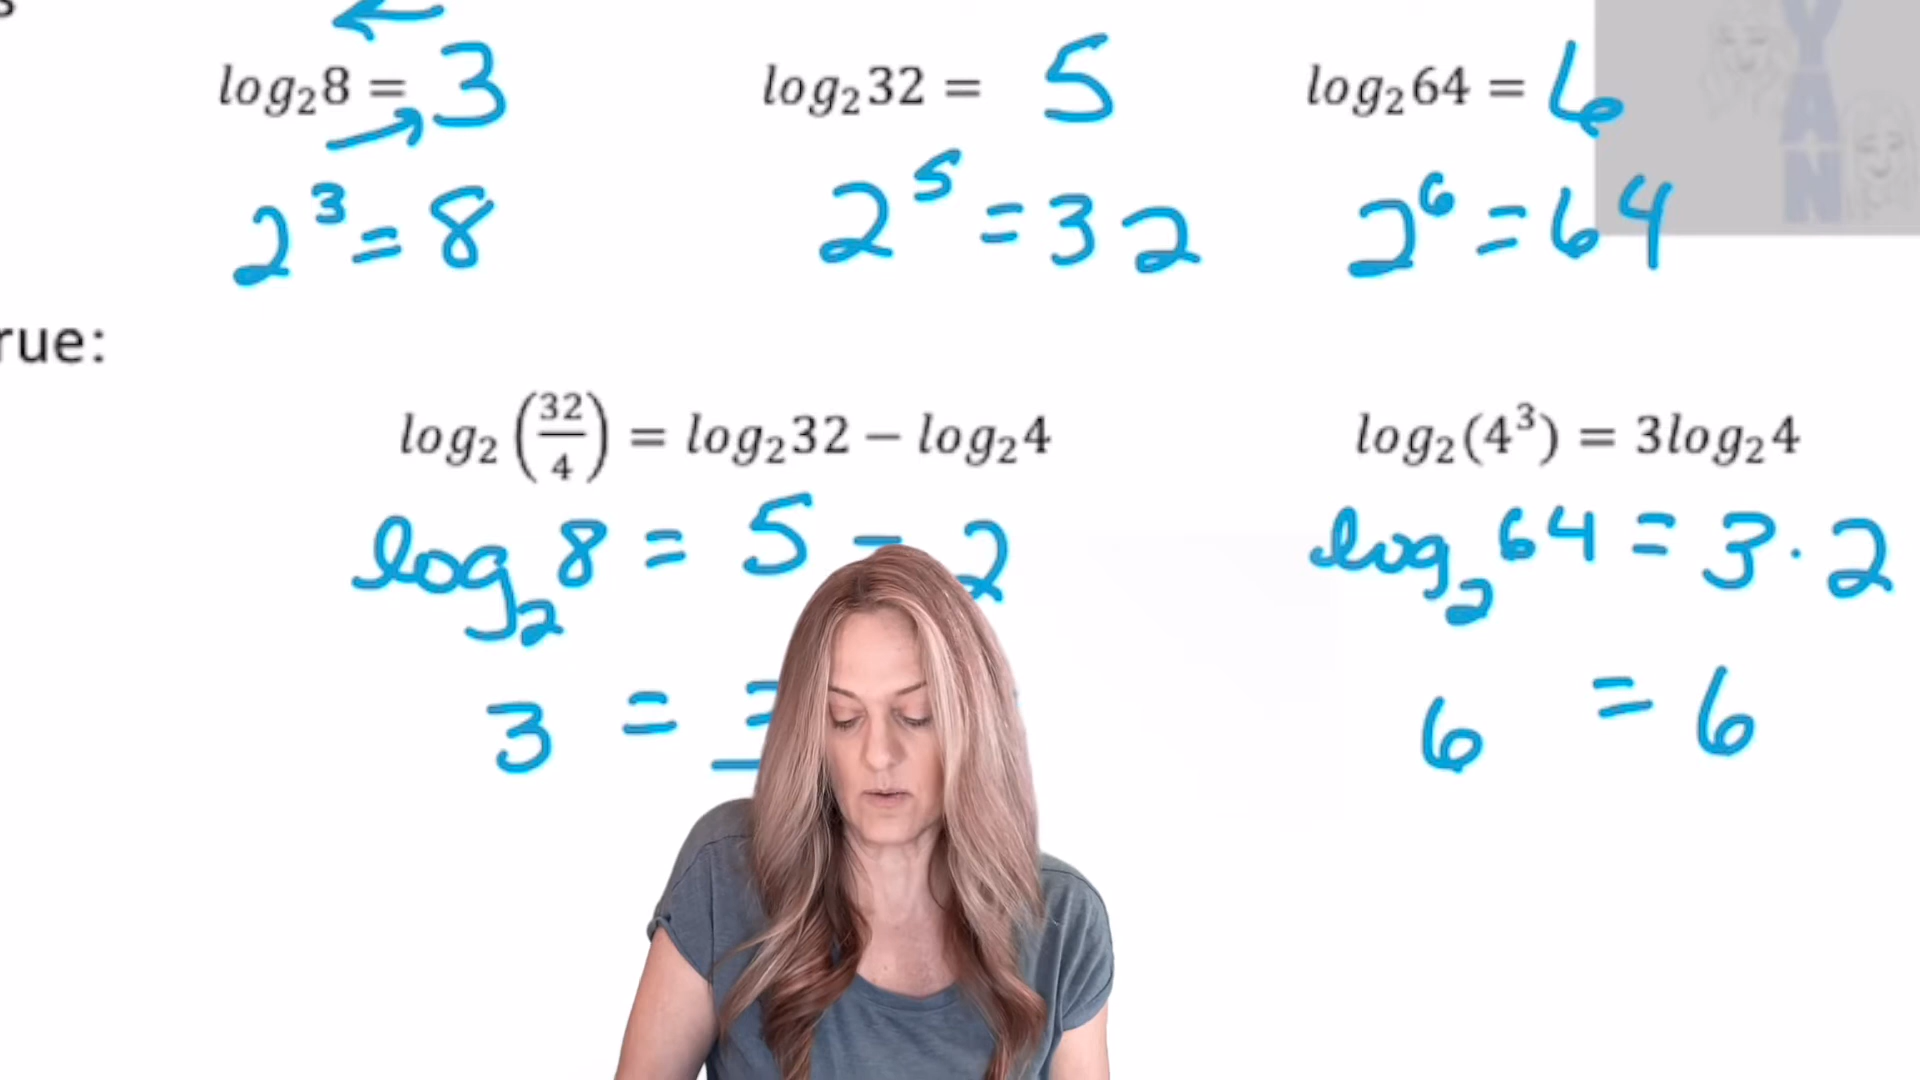 log₂8 = 3
log₂32 = 5
log₂64 = 6
2³ = 8
2⁵ = 32
2⁶ = 64
rue:
log₂(32/4) = log₂32 − log₂4
log₂(4³) = 3log₂4
log₂8 = 5 - 2
log₂64 = 3·2
3 =
6 = 6